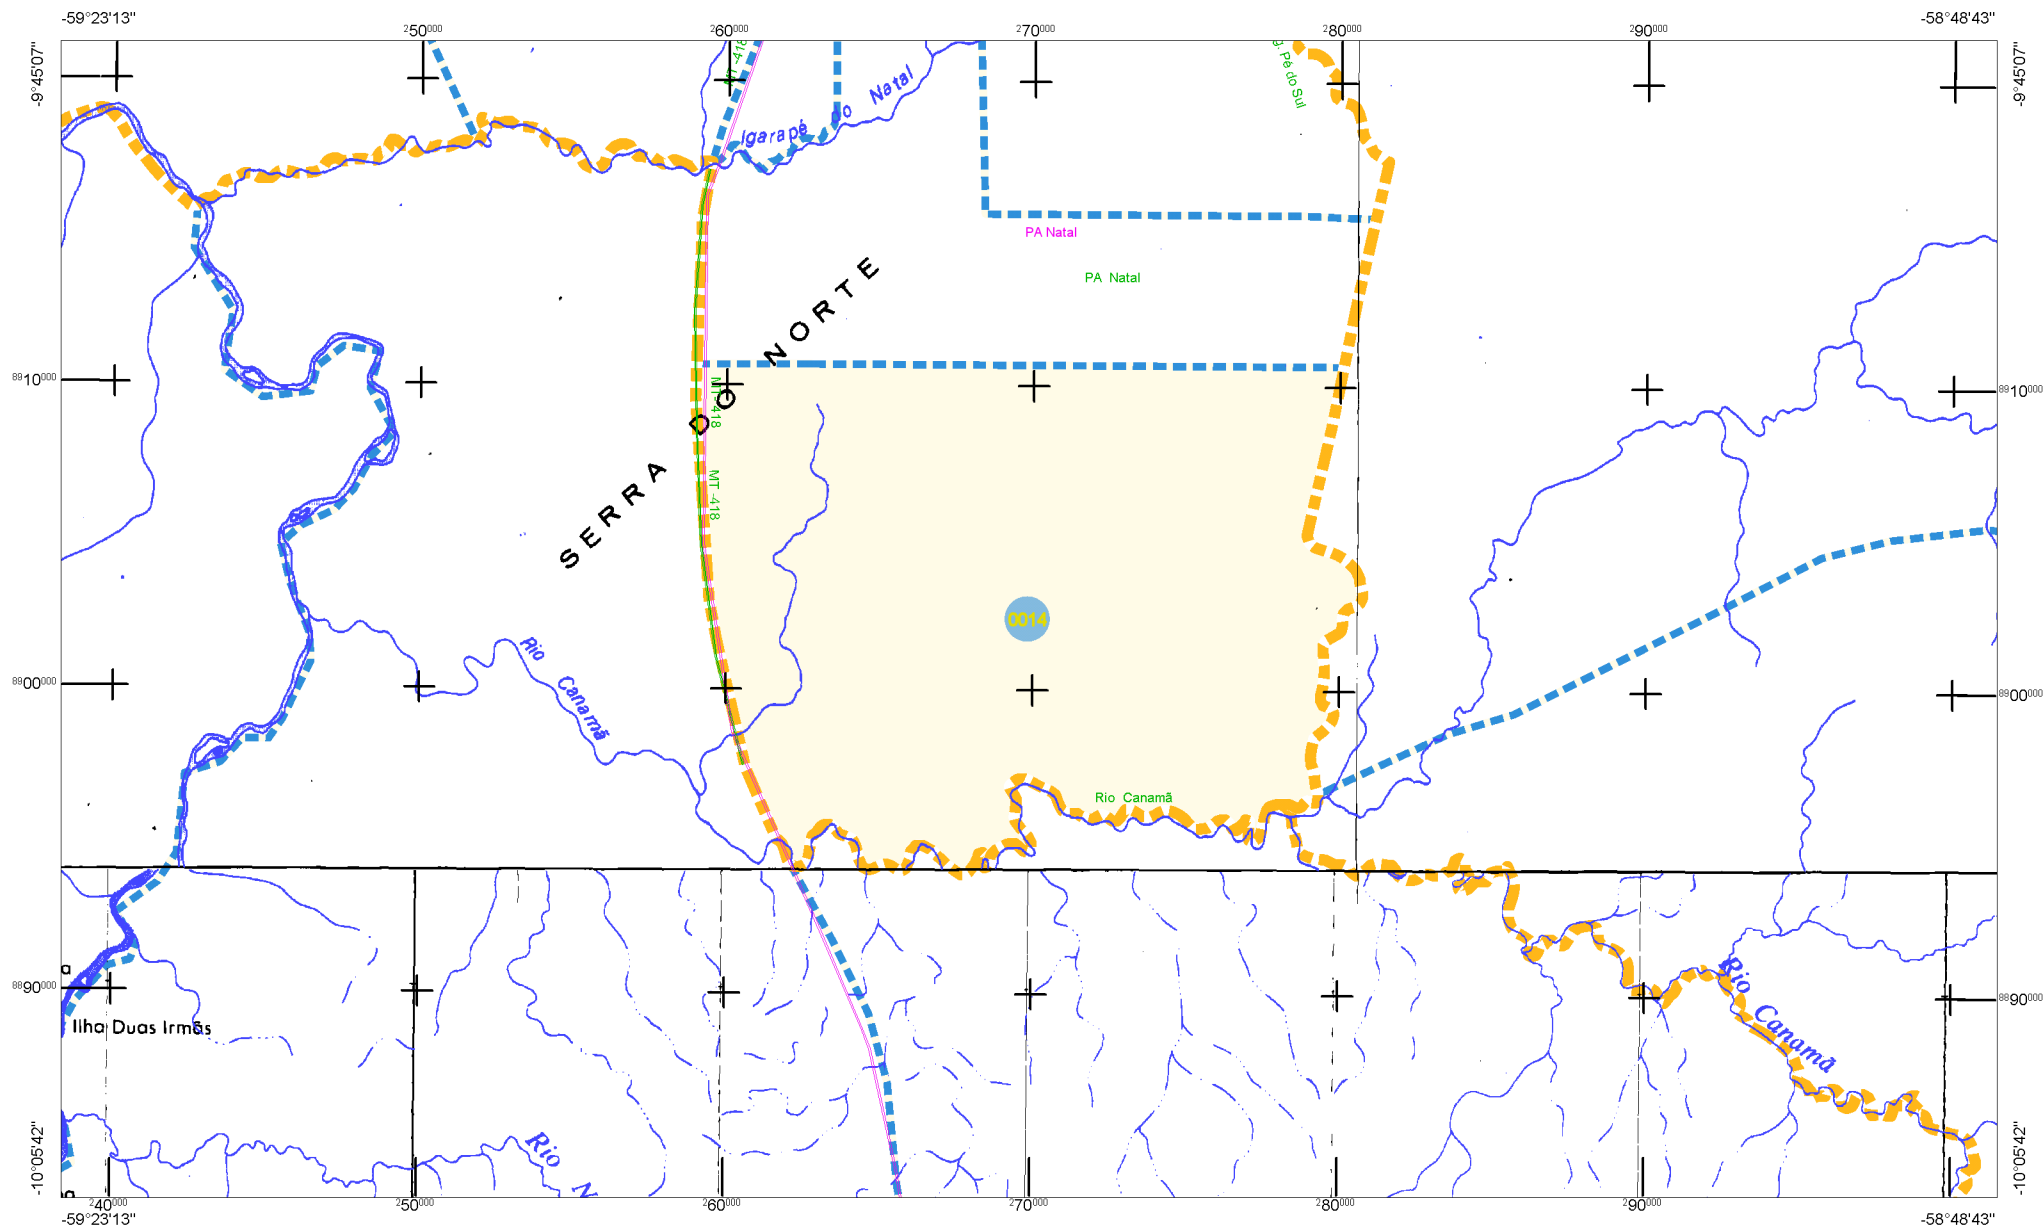 -59°23'13"
-58°48'43"
250000
260000
270000
280000
290000
-9°45'07"
-9°45'07"
MT -418
g. Pé do Sul
Igarapé do Natal
PA Natal
PA Natal
SERRA DO NORTE
8910000
8910000
MT -418
MT -418
0014
Rio Canamã
8900000
8900000
Rio Canamã
a
Rio Canamã
8890000
8890000
Ilha Duas Irmãs
Rio
N
-10°05'42"
-10°05'42"
a
240000
250000
260000
270000
280000
290000
-59°23'13"
-58°48'43"